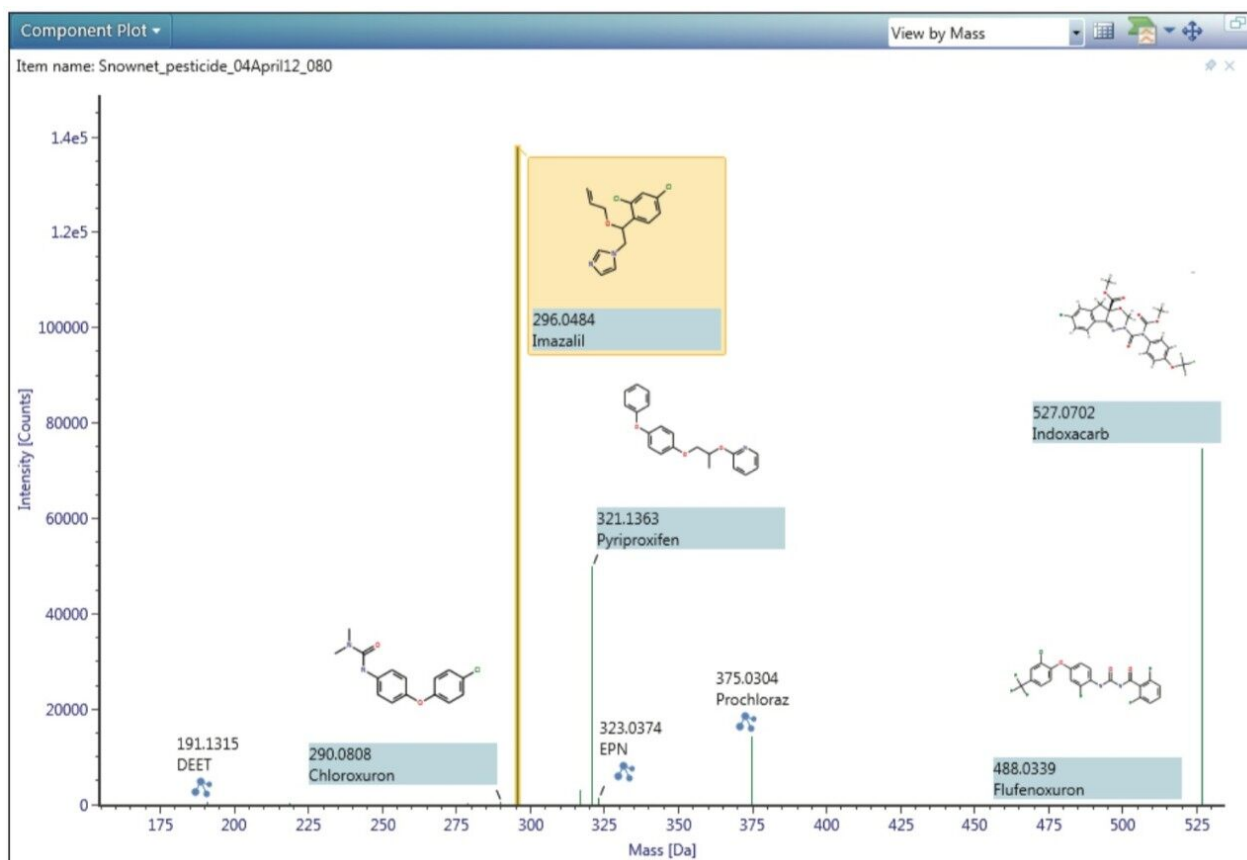 Component Plot
View by Mass
Item name: Snownet_pesticide_04April12_080
Intensity [Counts]
1.4e5
1.2e5
100000
80000
60000
40000
20000
0
296.0484
Imazalil
527.0702
Indoxacarb
321.1363
Pyriproxifen
191.1315
DEET
290.0808
Chloroxuron
323.0374
EPN
375.0304
Prochloraz
488.0339
Flufenoxuron
175 200 225 250 275 300 325 350 375 400 425 450 475 500 525
Mass [Da]